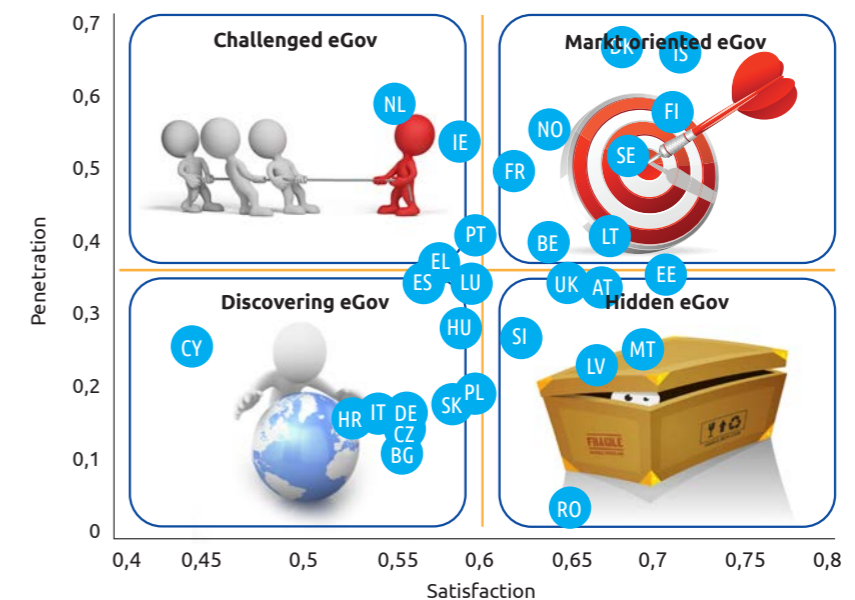 0,7
0,6
0,5
0,4
0,3
0,2
0,1
0
Penetration
Challenged eGov
Markt oriented eGov
DK
IS
NL
FI
NO
IE
SE
FR
PT
BE
LT
EL
ES
LU
UK
AT
EE
Discovering eGov
Hidden eGov
HU
SI
CY
MT
LV
PL
SK
HR
IT
DE
CZ
BG
FRAGILE
RO
0,4
0,45
0,5
0,55
0,6
0,65
0,7
0,75
0,8
Satisfaction